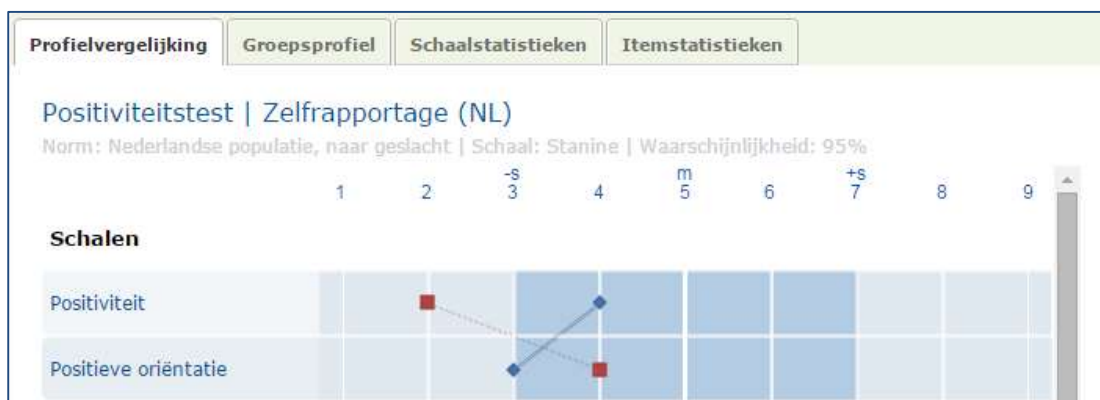 Profielvergelijking Groepsprofiel Schaalstatistieken Itemstatistieken
Positiviteitstest | Zelfrapportage (NL)
Norm: Nederlandse populatie, naar geslacht | Schaal: Stanine | Waarschijnlijkheid: 95%
-s m +s
1 2 3 4 5 6 7 8 9
Schalen
Positiviteit
Positieve oriëntatie